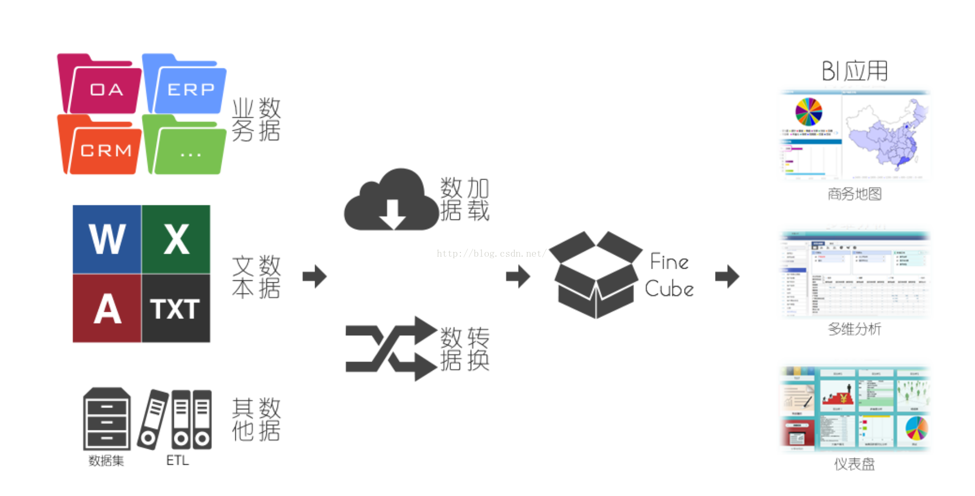 OA
ERP
CRM
...
业务
数据
W
X
A
TXT
文本
数据
数据集
ETL
其他
数据
数据
加载
http://blog.csdn.net/
数据
转换
Fine
Cube
BI应用
商务地图
多维分析
仪表盘